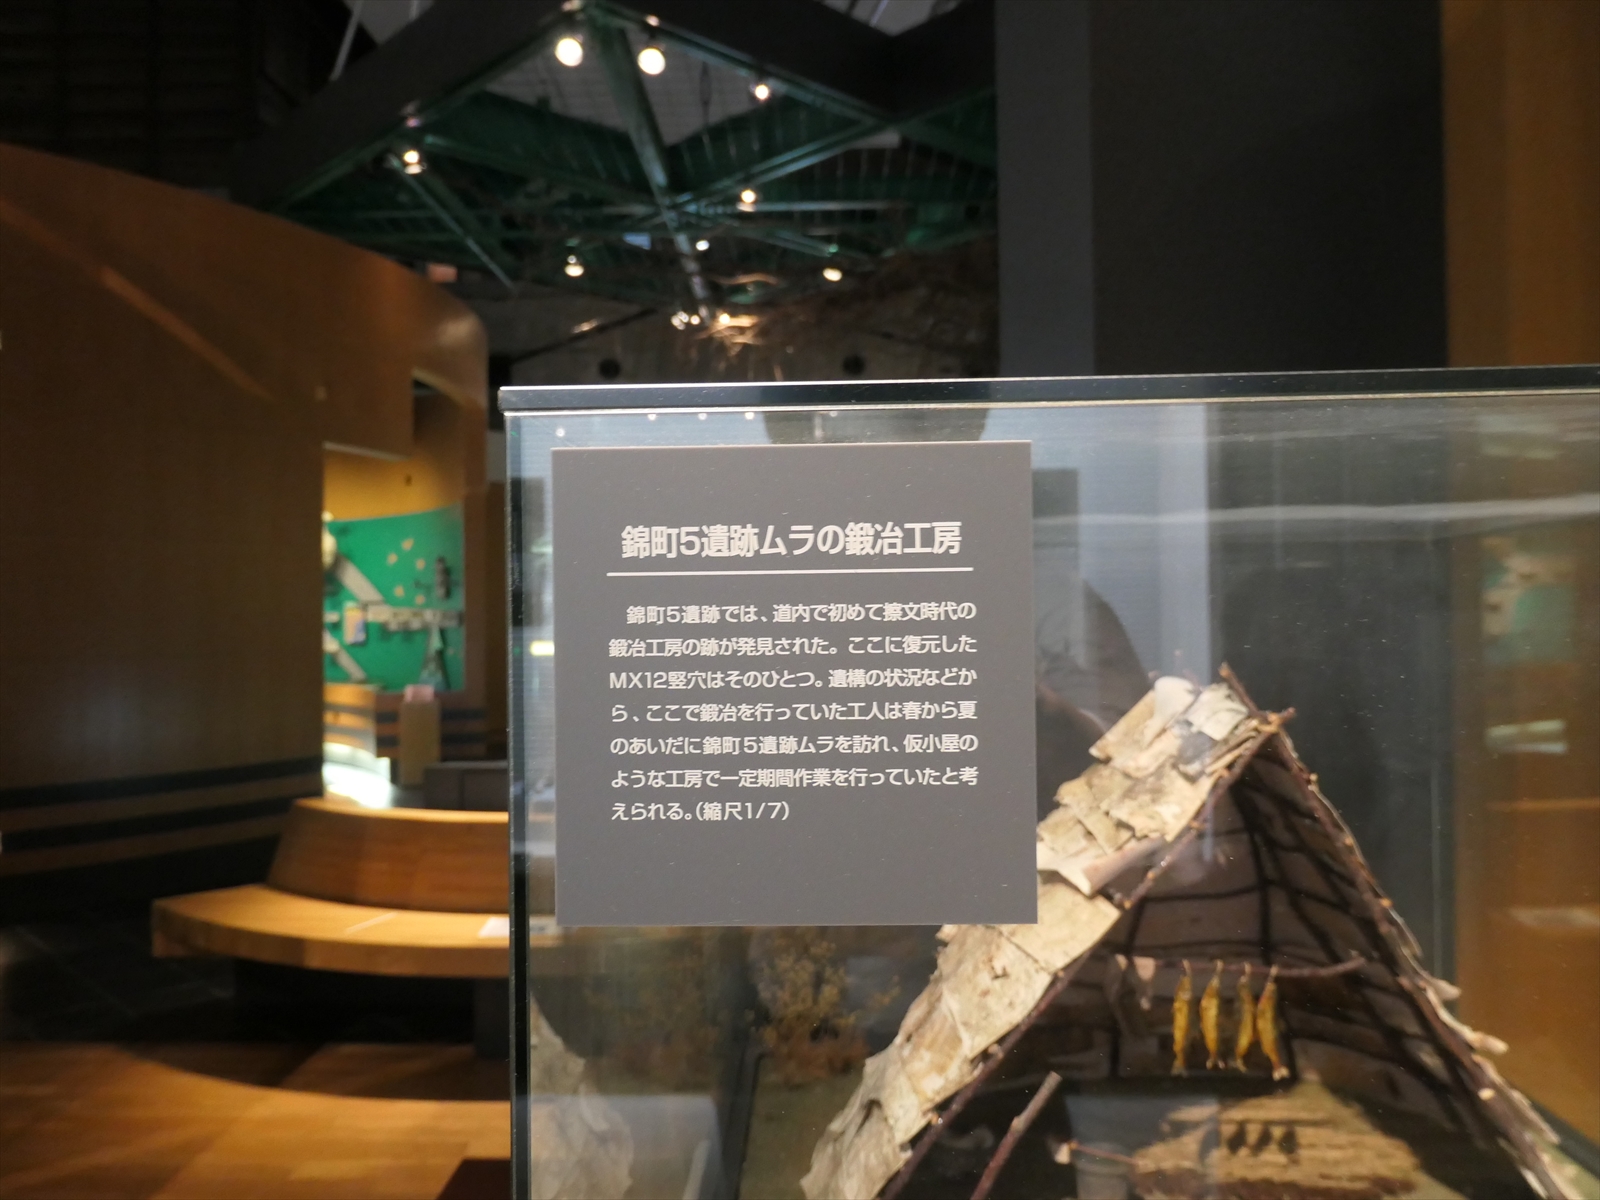 錦町5遺跡ムラの鍛冶工房
錦町5遺跡では、道内で初めて擦文時代の
鍛冶工房の跡が発見された。ここに復元した
MX12竪穴はそのひとつ。遺構の状況などか
ら、ここで鍛冶を行っていた工人は春から夏
のあいだに錦町5遺跡ムラを訪れ、仮小屋の
ような工房で一定期間作業を行っていたと考
えられる。(縮尺1/7)